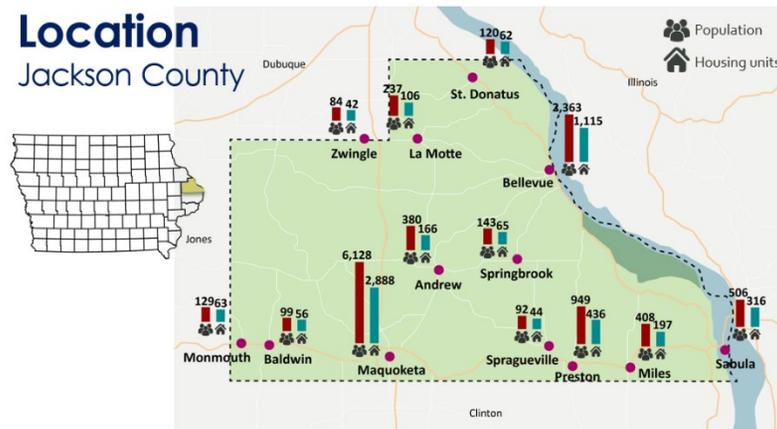 Location
Jackson County
Population
Housing units
Dubuque
Illinois
Jones
Clinton
120 62
St. Donatus
84 42
Zwingle
237 106
La Motte
2,363
1,115
Bellevue
380
166
Andrew
143 65
Springbrook
6,128
2,888
Maquoketa
129 63
Monmouth
99 56
Baldwin
92 44
Spragueville
949
436
Preston
408
197
Miles
506
316
Sabula